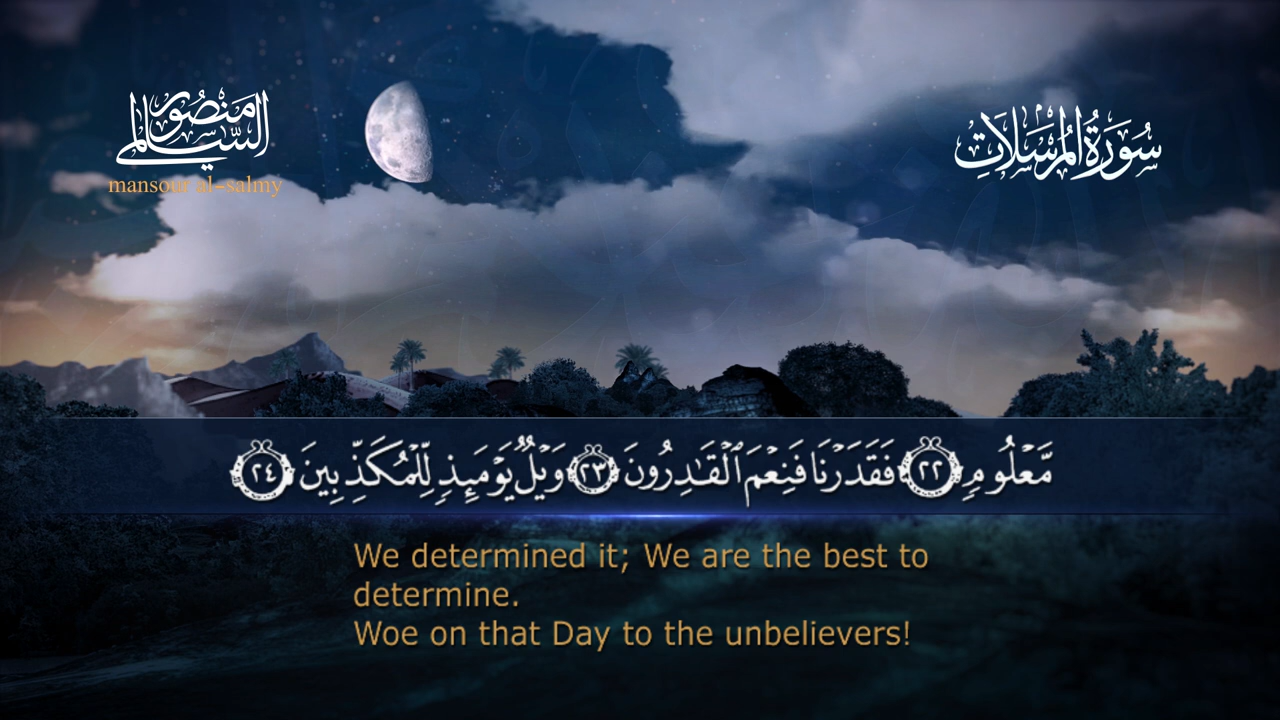 منصور السالمي
mansour al-salmy
سُورَةُ المُرْسَلَاتِ
مَّعْلُومٍ ٢٢ فَقَدَرْنَا فَنِعْمَ ٱلْقَٰدِرُونَ ٢٣ وَيْلٌ يَوْمَئِذٍ لِّلْمُكَذِّبِينَ ٢٤
We determined it; We are the best to
determine.
Woe on that Day to the unbelievers!